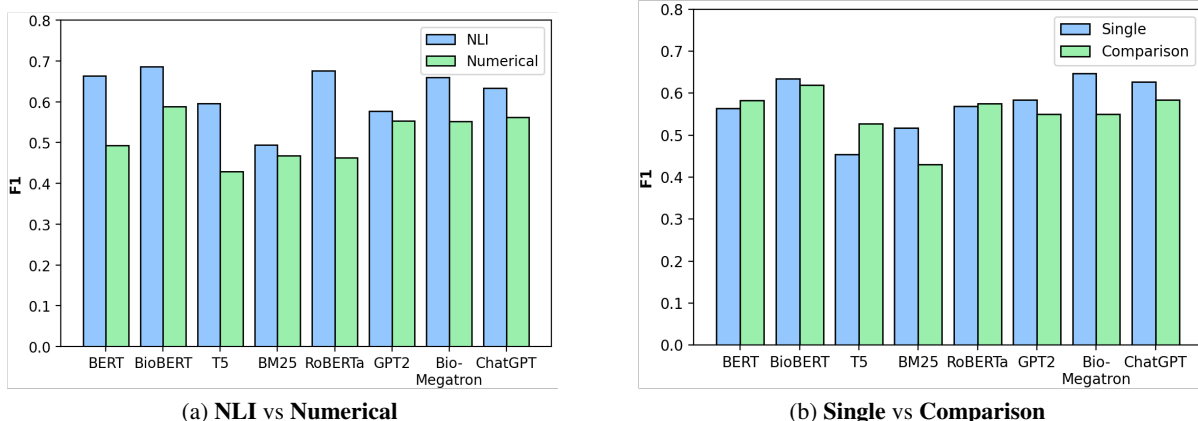 0.8
0.7
0.6
0.5
0.4
0.3
0.2
0.1
0.0
F1
NLI
Numerical
BERT BioBERT T5 BM25 RoBERTa GPT2 Bio- ChatGPT
Megatron
(a) NLI vs Numerical
0.8
0.7
0.6
0.5
0.4
0.3
0.2
0.1
0.0
F1
Single
Comparison
BERT BioBERT T5 BM25 RoBERTa GPT2 Bio- ChatGPT
Megatron
(b) Single vs Comparison